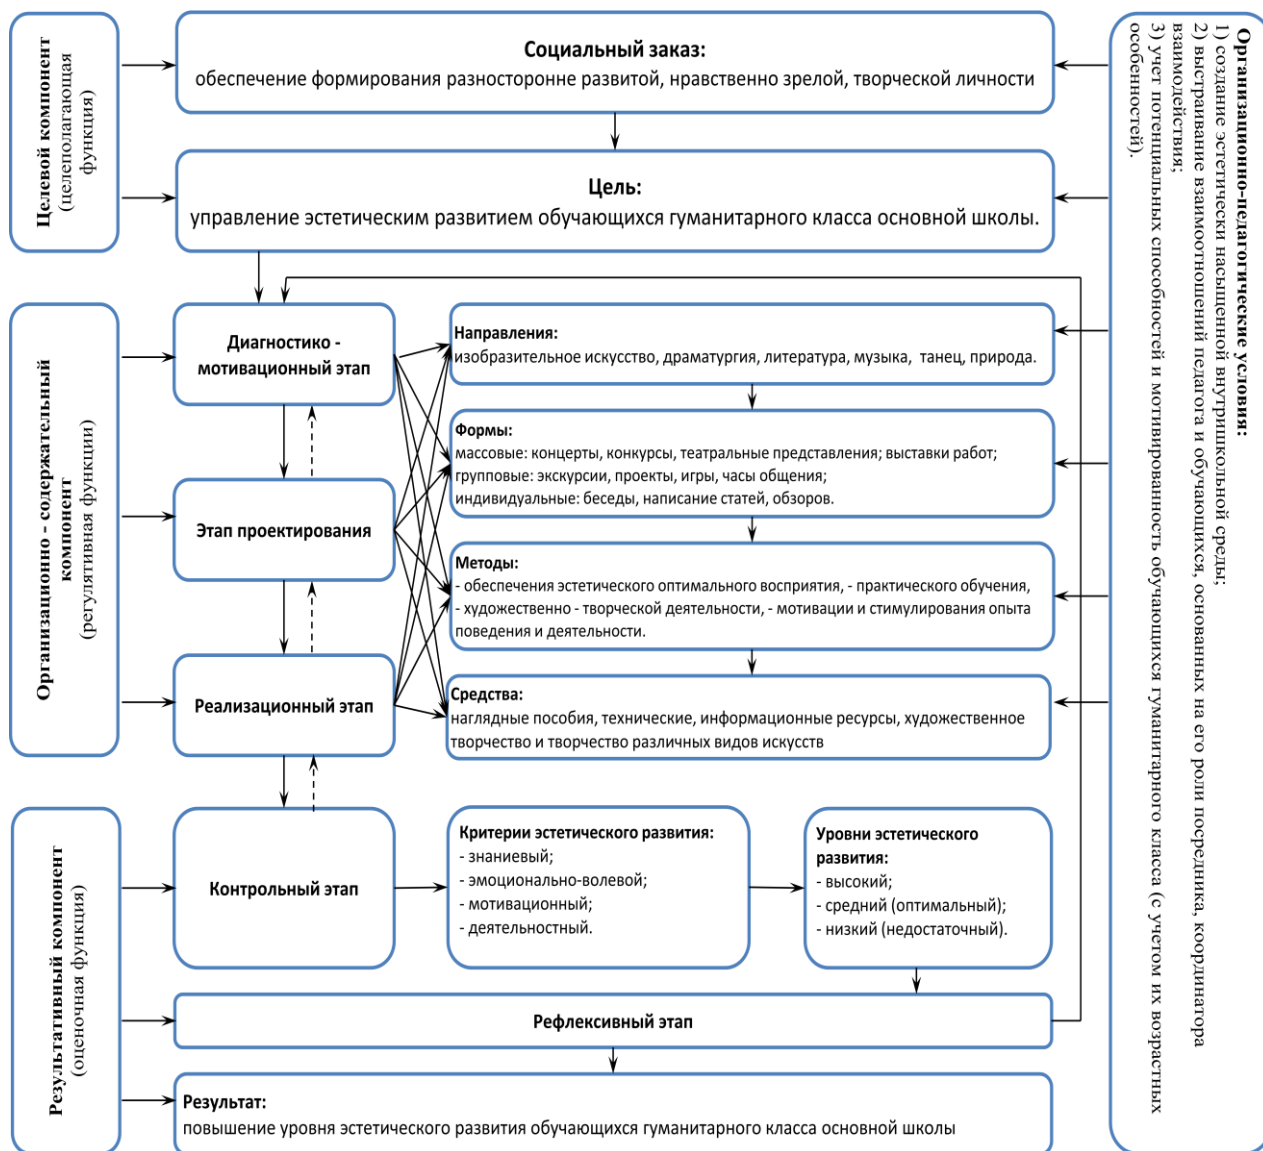 Целевой компонент
(целеполагающая
функция)
Социальный заказ:
обеспечение формирования разносторонне развитой, нравственно зрелой, творческой личности
Цель:
управление эстетическим развитием обучающихся гуманитарного класса основной школы.
Организационно - содержательный
компонент
(регулятивная функции)
Диагностико -
мотивационный этап
Этап проектирования
Реализационный этап
Направления:
изобразительное искусство, драматургия, литература, музыка, танец, природа.
Формы:
массовые: концерты, конкурсы, театральные представления; выставки работ;
групповые: экскурсии, проекты, игры, часы общения;
индивидуальные: беседы, написание статей, обзоров.
Методы:
- обеспечения эстетического оптимального восприятия, - практического обучения,
- художественно - творческой деятельности, - мотивации и стимулирования опыта
поведения и деятельности.
Средства:
наглядные пособия, технические, информационные ресурсы, художественное
творчество и творчество различных видов искусств
Результативный компонент
(оценочная функция)
Контрольный этап
Критерии эстетического развития:
- знаниевый;
- эмоционально-волевой;
- мотивационный;
- деятельностный.
Уровни эстетического
развития:
- высокий;
- средний (оптимальный);
- низкий (недостаточный).
Рефлексивный этап
Результат:
повышение уровня эстетического развития обучающихся гуманитарного класса основной школы
Организационно-педагогические условия:
1) создание эстетически насыщенной внутришкольной среды;
2) выстраивание взаимоотношений педагога и обучающихся, основанных на его роли посредника, координатора
взаимодействия;
3) учет потенциальных способностей и мотивированность обучающихся гуманитарного класса (с учетом их возрастных
особенностей).